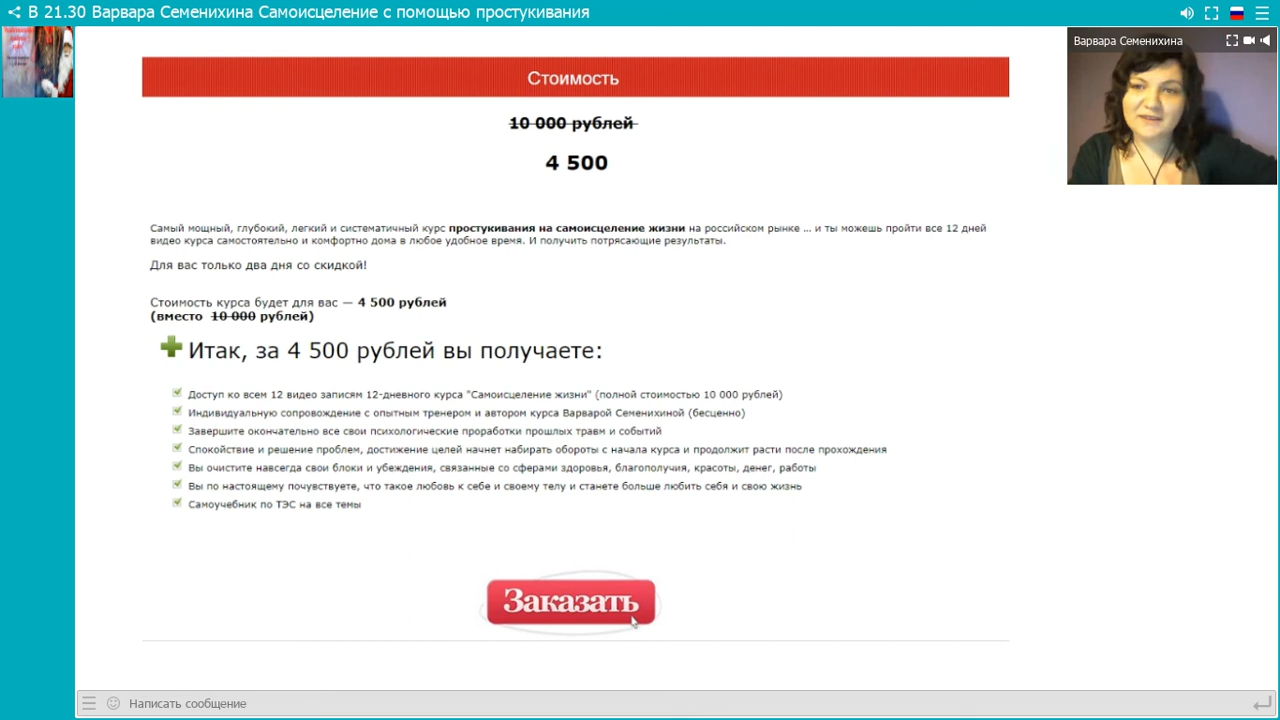 В 21.30 Варвара Семенихина Самоисцеление с помощью простукивания
Варвара Семенихина
Стоимость
10 000 рублей
4 500
Самый мощный, глубокий, легкий и систематичный курс простукивания на самоисцеление жизни на российском рынке ... и ты можешь пройти все 12 дней
видео курса самостоятельно и комфортно дома в любое удобное время. И получить потрясающие результаты.
Для вас только два дня со скидкой!
Стоимость курса будет для вас — 4 500 рублей
(вместо 10 000 рублей)
Итак, за 4 500 рублей вы получаете:
Доступ ко всем 12 видео записям 12-дневного курса "Самоисцеление жизни" (полной стоимостью 10 000 рублей)
Индивидуальную сопровождение с опытным тренером и автором курса Варварой Семенихиной (бесценно)
Завершите окончательно все свои психологические проработки прошлых травм и событий
Спокойствие и решение проблем, достижение целей начнет набирать обороты с начала курса и продолжит расти после прохождения
Вы очистите навсегда свои блоки и убеждения, связанные со сферами здоровья, благополучия, красоты, денег, работы
Вы по настоящему почувствуете, что такое любовь к себе и своему телу и станете больше любить себя и свою жизнь
Самоучебник по ТЭС на все темы
Заказать
Написать сообщение